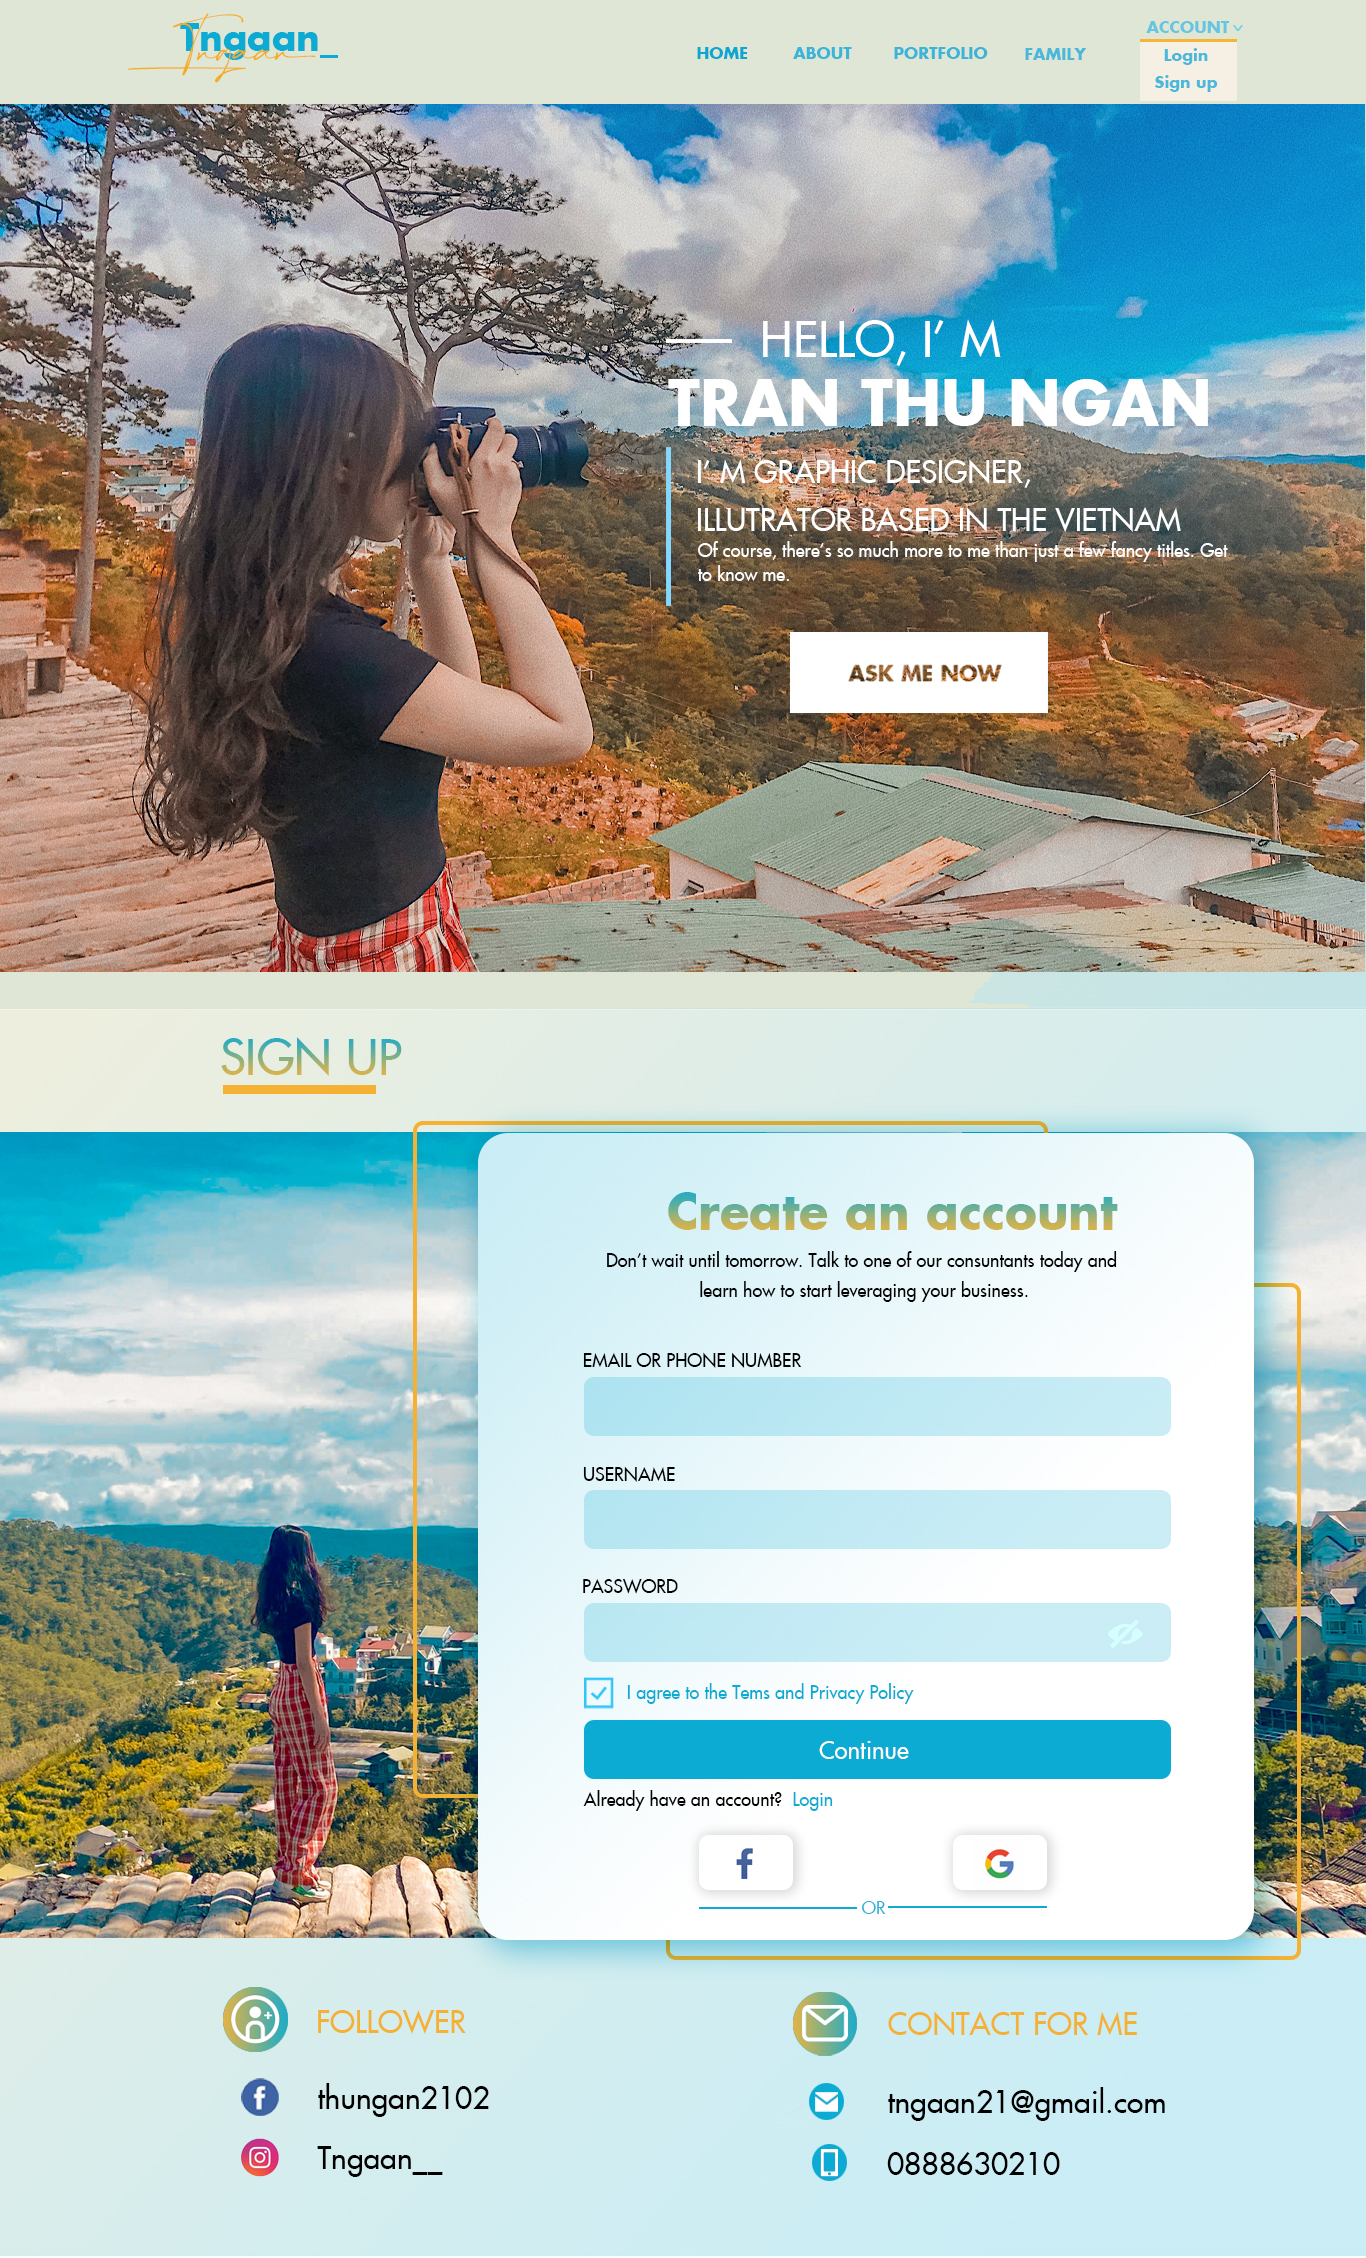 Tngaan_
Tngaan
HOME
ABOUT
PORTFOLIO
FAMILY
ACCOUNT
Login
Sign up
HELLO, I' M
TRAN THU NGAN
I' M GRAPHIC DESIGNER,
ILLUTRATOR BASED IN THE VIETNAM
Of course, there's so much more to me than just a few fancy titles. Get
to know me.
ASK ME NOW
SIGN UP
Create an account
Don't wait until tomorrow. Talk to one of our consuntants today and
learn how to start leveraging your business.
EMAIL OR PHONE NUMBER
USERNAME
PASSWORD
I agree to the Tems and Privacy Policy
Continue
Already have an account? Login
OR
FOLLOWER
thungan2102
Tngaan__
CONTACT FOR ME
tngaan21@gmail.com
0888630210